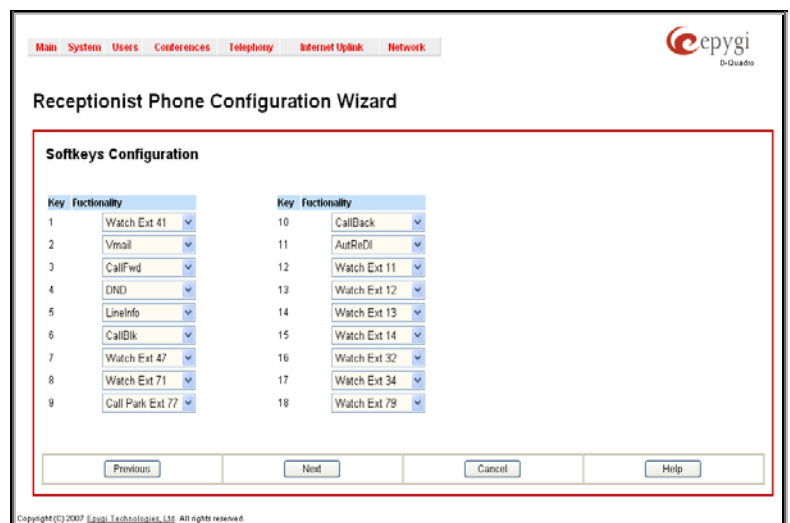 Main System Users Conferences Telephony Internet Uplink Network
epygi
D-Quadro
Receptionist Phone Configuration Wizard
Softkeys Configuration
Key Fuctionality Key Fuctionality
1 Watch Ext 41 10 CallBack
2 Vmail 11 AutReDl
3 CallFwd 12 Watch Ext 11
4 DND 13 Watch Ext 12
5 LineInfo 14 Watch Ext 13
6 CallBlk 15 Watch Ext 14
7 Watch Ext 47 16 Watch Ext 32
8 Watch Ext 71 17 Watch Ext 34
9 Call Park Ext 77 18 Watch Ext 79
Previous Next Cancel Help
Copyright (C) 2007 Epygi Technologies, Ltd. All rights reserved.